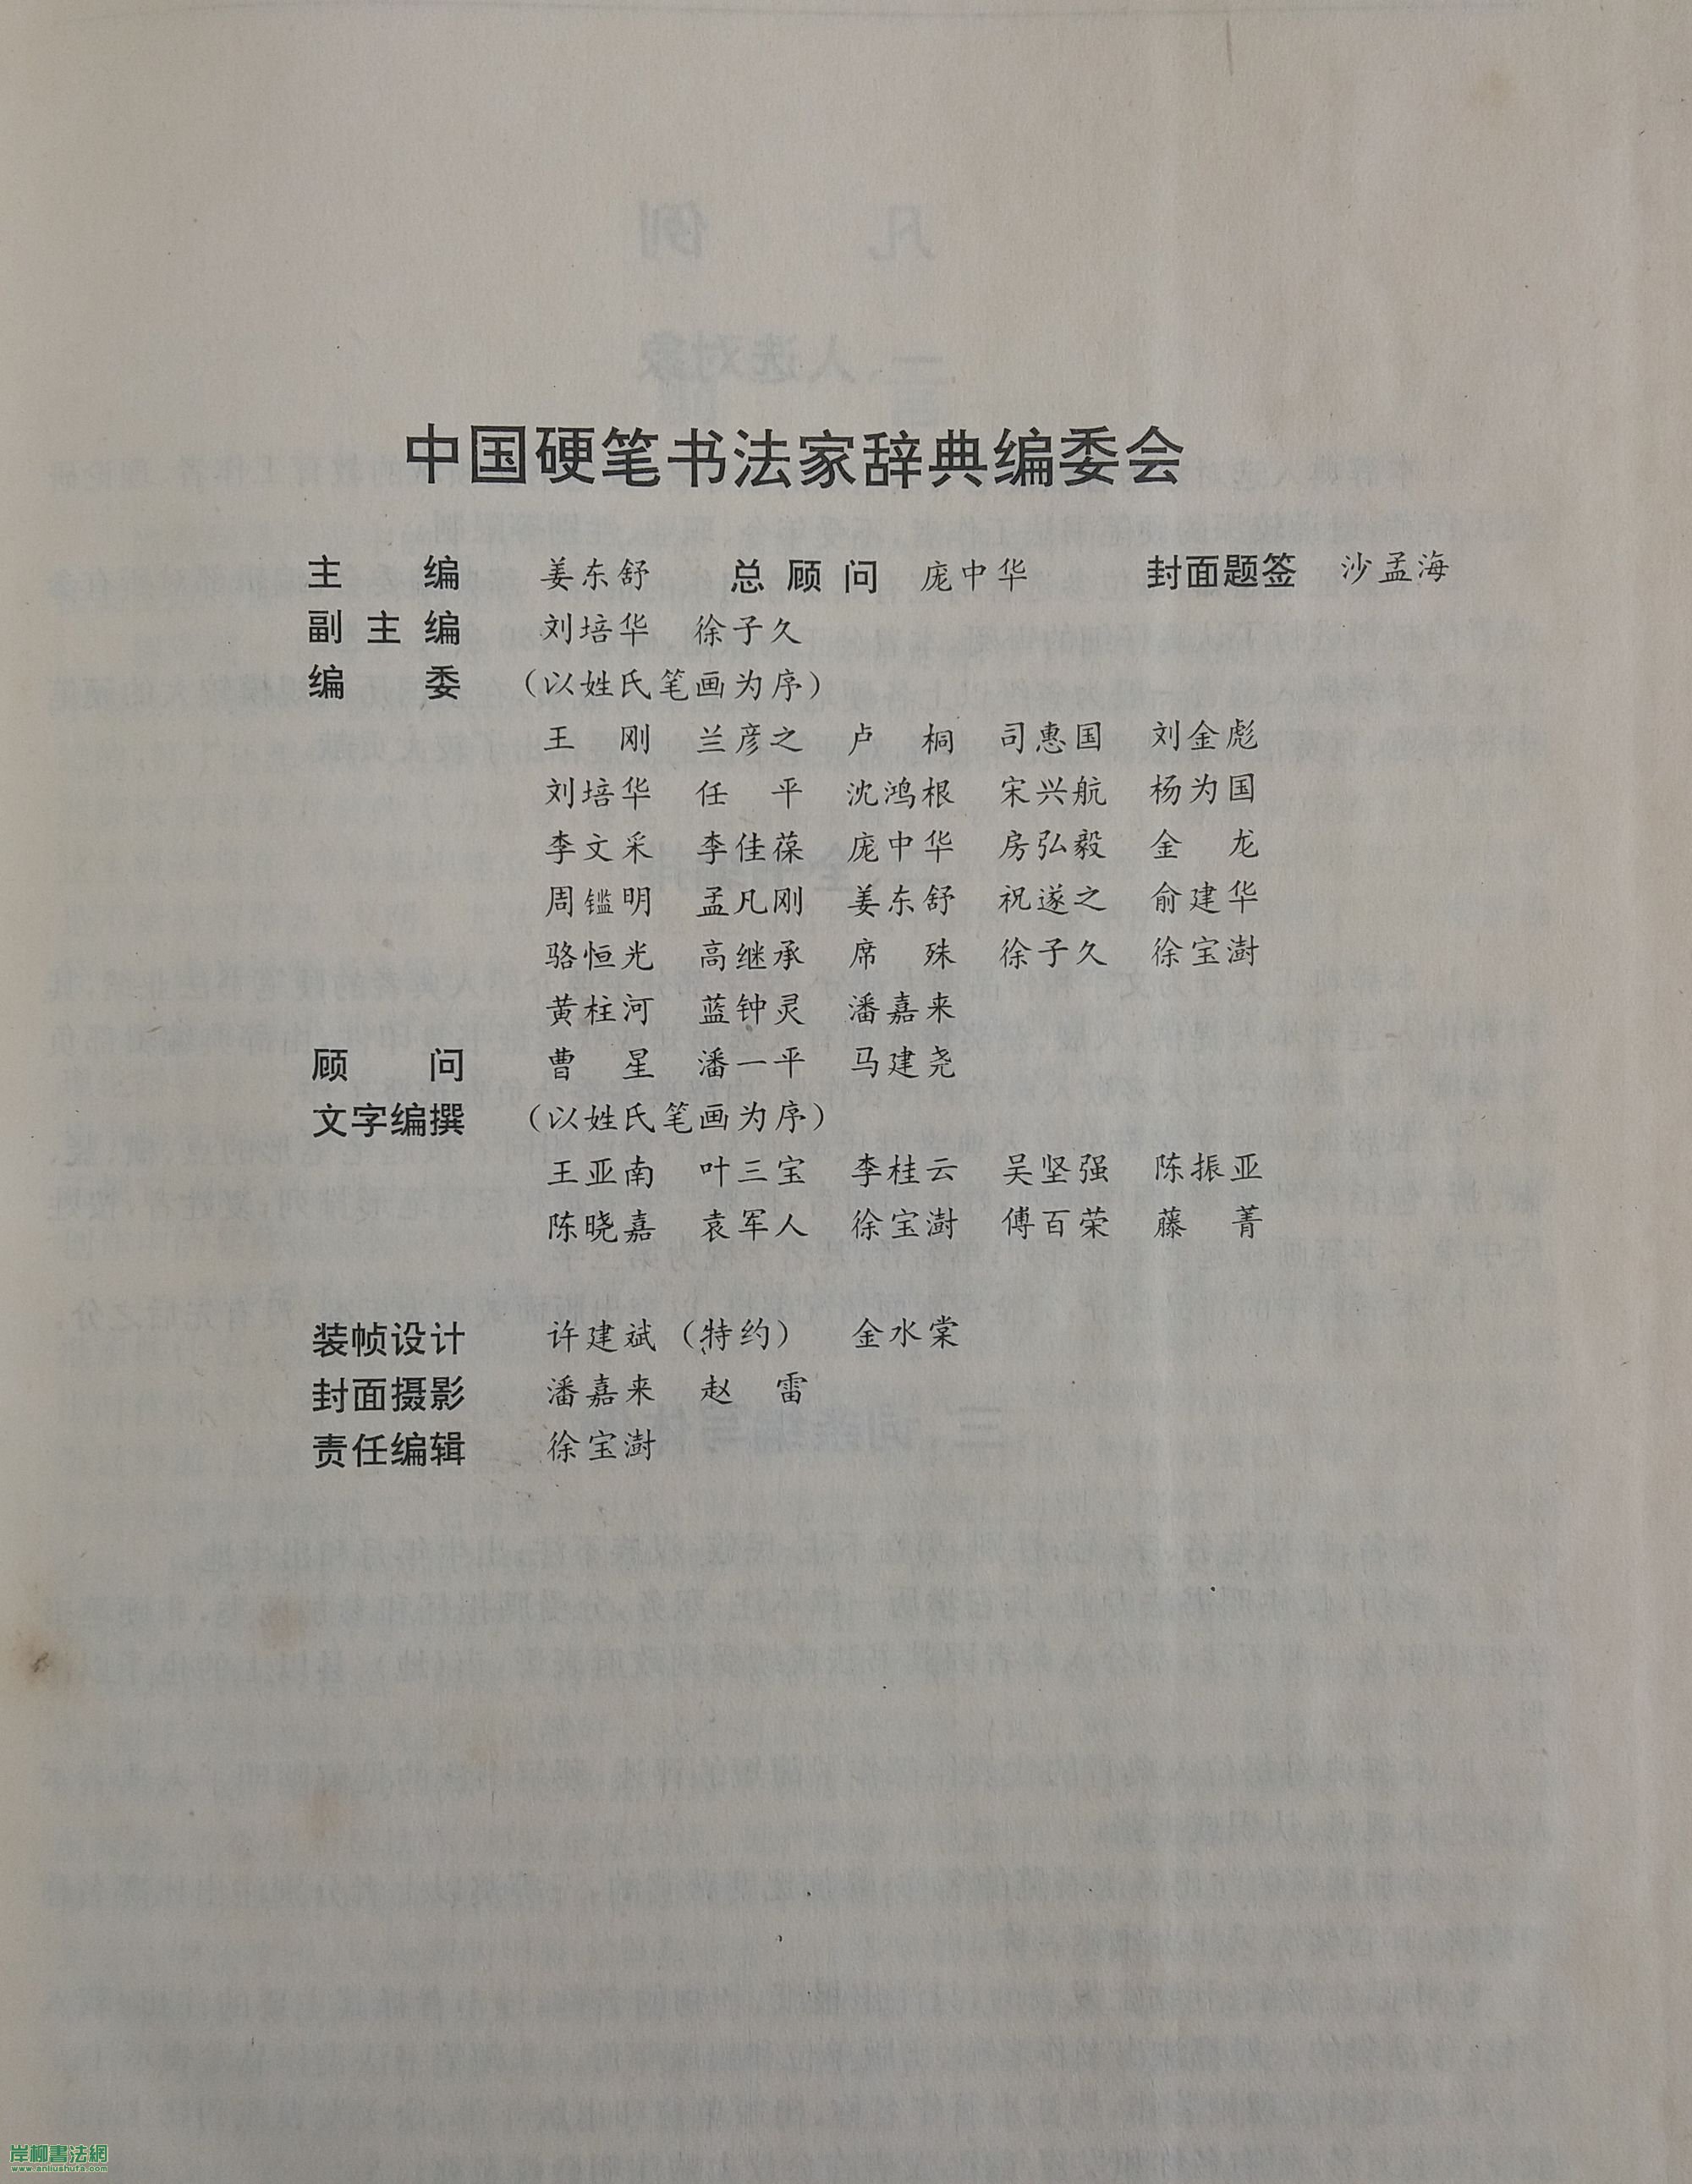 中国硬笔书法家辞典编委会
主 编 姜东舒 总顾问 庞中华 封面题签 沙孟海
副主编 刘培华 徐子久
编 委 （以姓氏笔画为序）
王 刚 兰彦之 卢 桐 司惠国 刘金彪
刘培华 任 平 沈鸿根 宋兴航 杨为国
李文采 李佳葆 庞中华 房弘毅 金 龙
周鑑明 孟凡刚 姜东舒 祝遂之 俞建华
骆恒光 高继承 席 殊 徐子久 徐宝澍
黄柱河 蓝钟灵 潘嘉来
顾 问 曹 星 潘一平 马建尧
文字编撰 （以姓氏笔画为序）
王亚南 叶三宝 李桂云 吴坚强 陈振亚
陈晓嘉 袁军人 徐宝澍 傅百荣 藤 菁
装帧设计 许建斌（特约） 金水棠
封面摄影 潘嘉来 赵 雷
责任编辑 徐宝澍
岸柳書法網
www.anliushufa.com